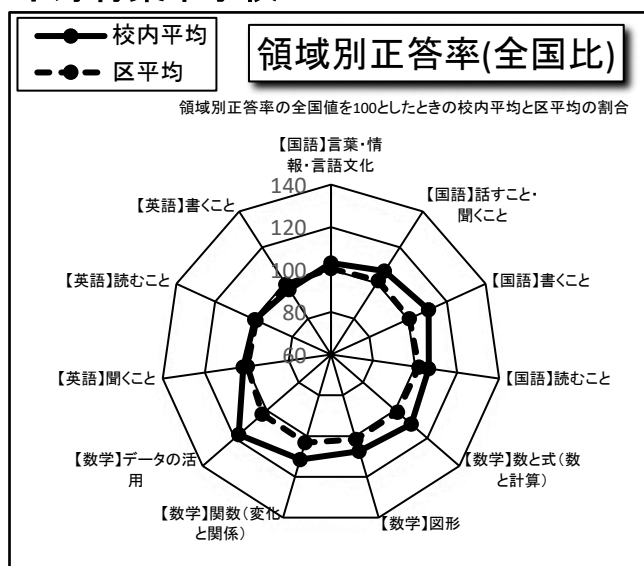 校内平均
区平均
領域別正答率(全国比)
領域別正答率の全国値を100としたときの校内平均と区平均の割合
【国語】言葉・情
報・言語文化
【国語】話すこと・
聞くこと
【国語】書くこと
【国語】読むこと
【数学】数と式(数
と計算)
【数学】図形
【数学】関数(変化
と関係)
【数学】データの活
用
【英語】聞くこと
【英語】読むこと
【英語】書くこと
140
120
100
80
60